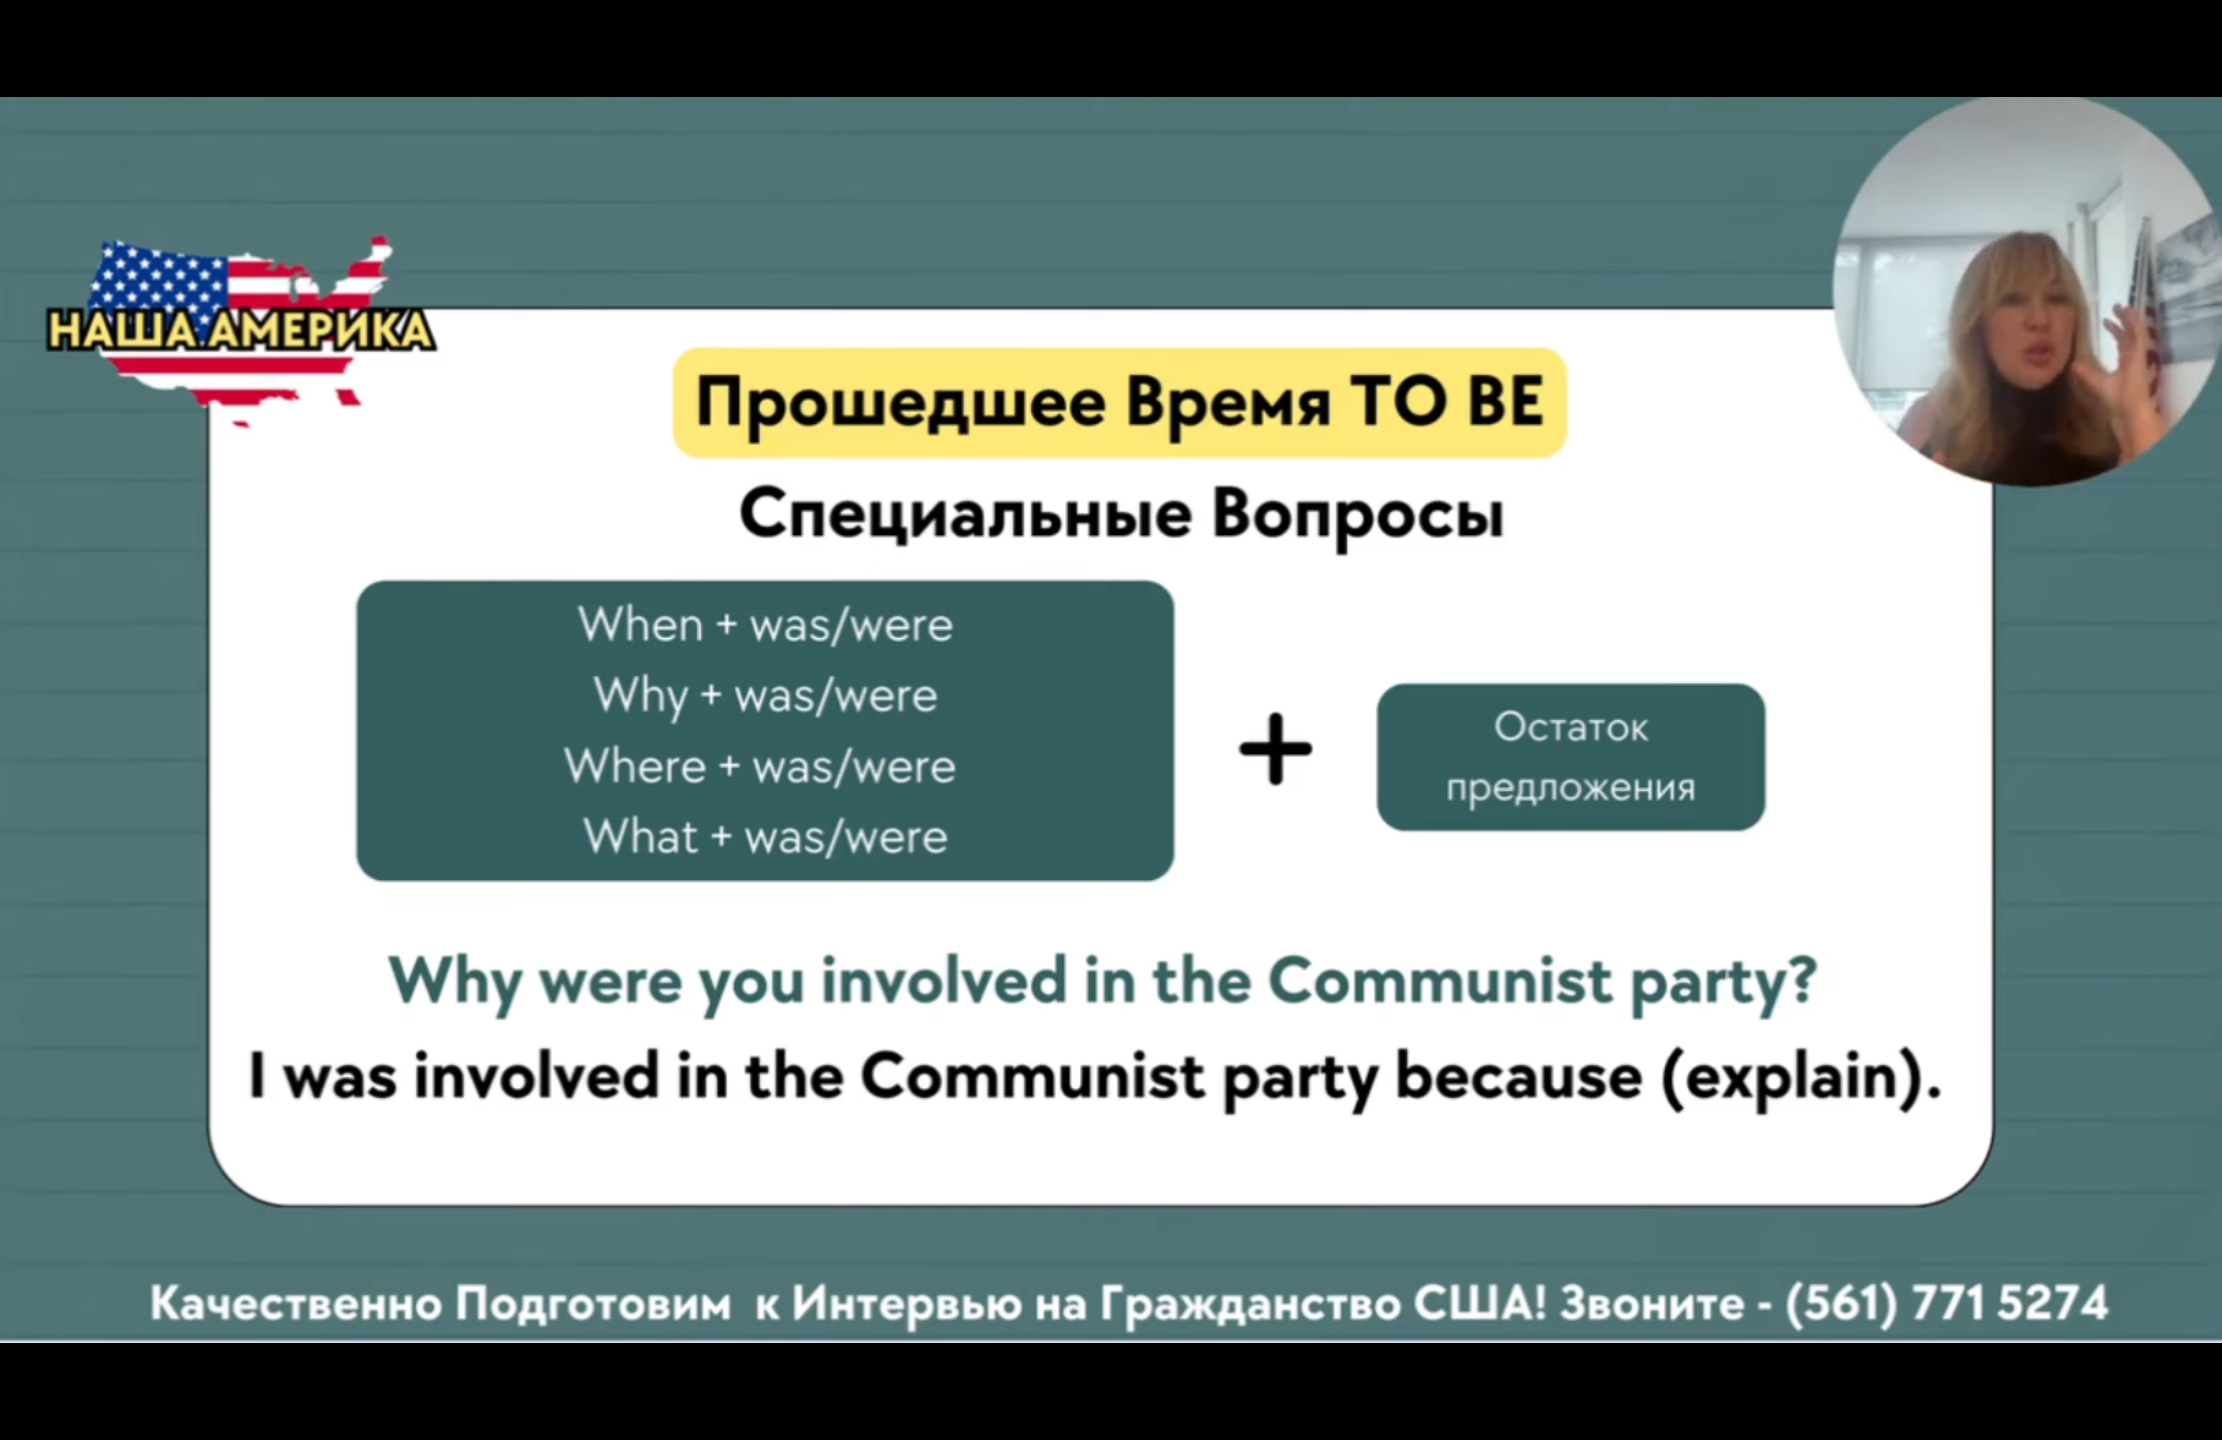 НАША АМЕРИКА
Прошедшее Время TO BE
Специальные Вопросы
When + was/were
Why + was/were
Where + was/were
What + was/were
+
Остаток
предложения
Why were you involved in the Communist party?
I was involved in the Communist party because (explain).
Качественно Подготовим к Интервью на Гражданство США! Звоните - (561) 771 5274